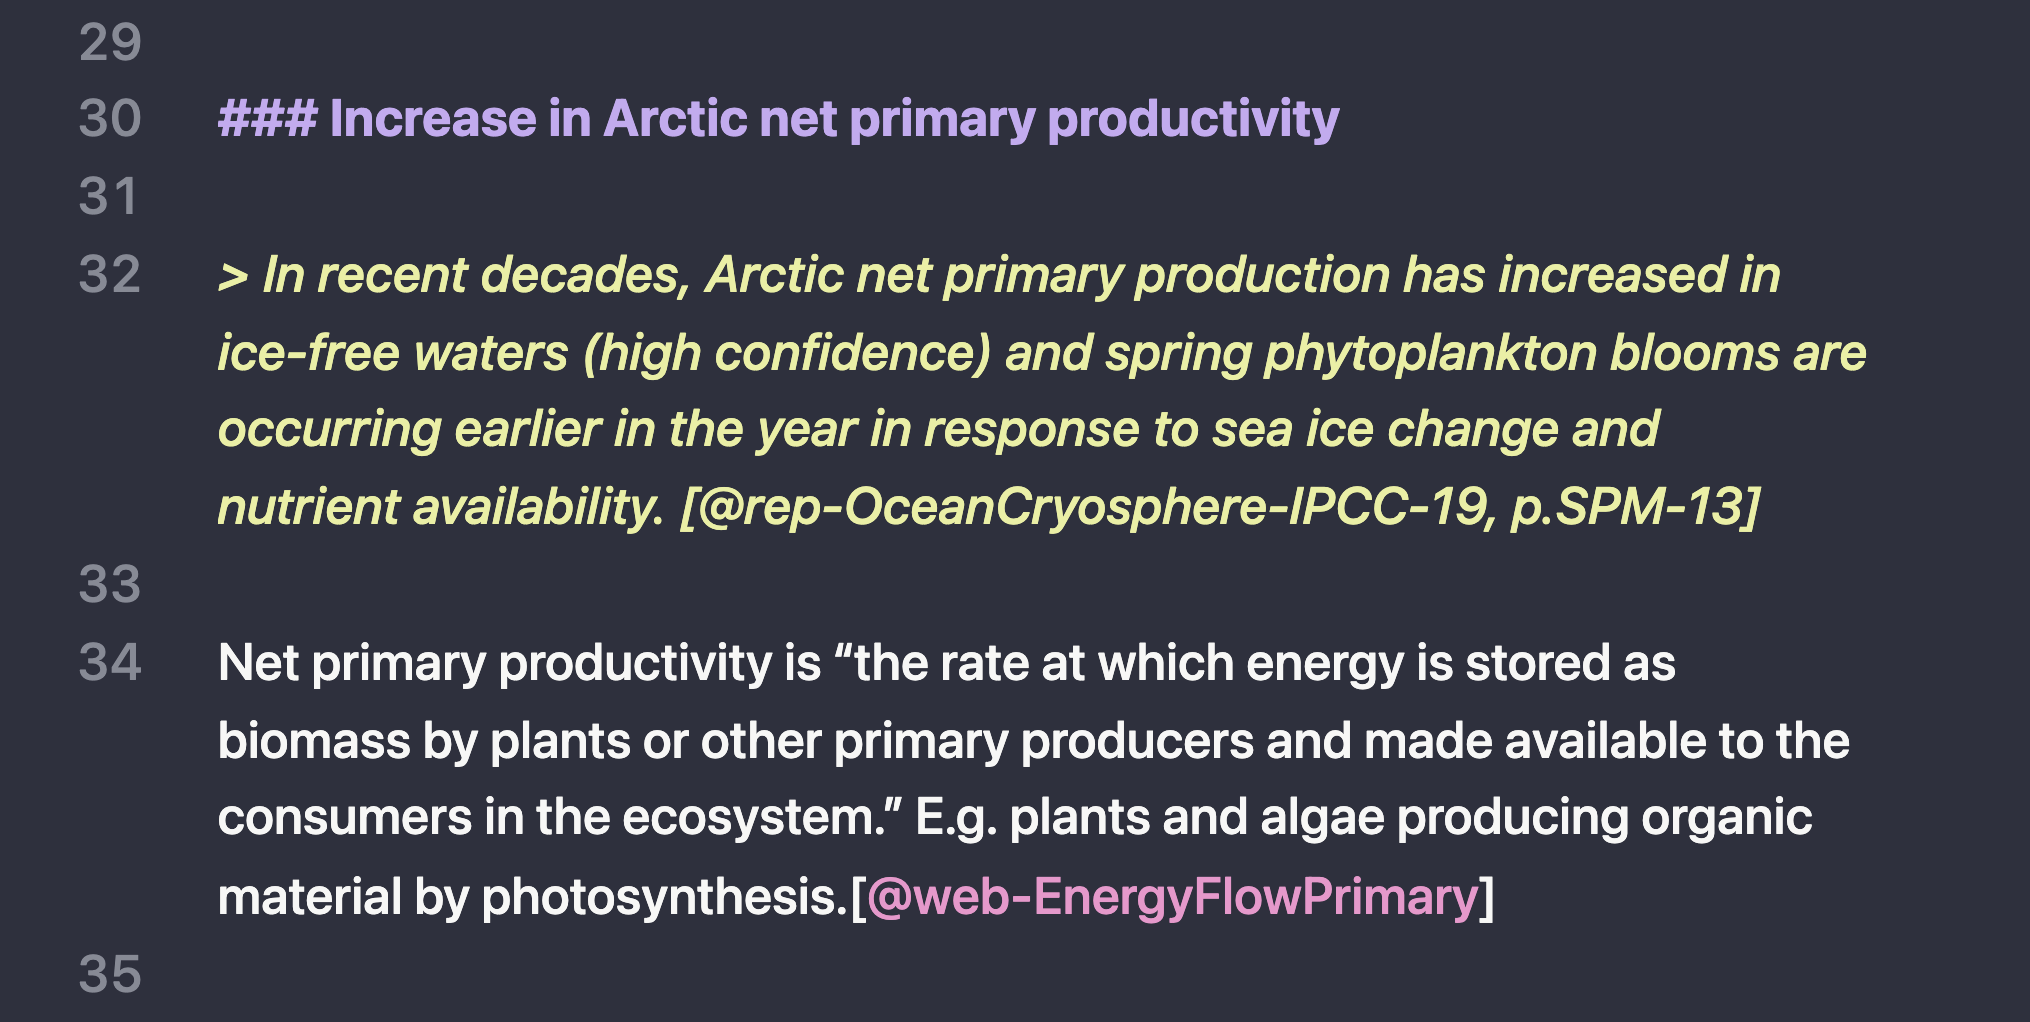 29
30 ### Increase in Arctic net primary productivity
31
32 > In recent decades, Arctic net primary production has increased in
ice-free waters (high confidence) and spring phytoplankton blooms are
occurring earlier in the year in response to sea ice change and
nutrient availability. [@rep-OceanCryosphere-IPCC-19, p.SPM-13]
33
34 Net primary productivity is “the rate at which energy is stored as
biomass by plants or other primary producers and made available to the
consumers in the ecosystem.” E.g. plants and algae producing organic
material by photosynthesis.[@web-EnergyFlowPrimary]
35